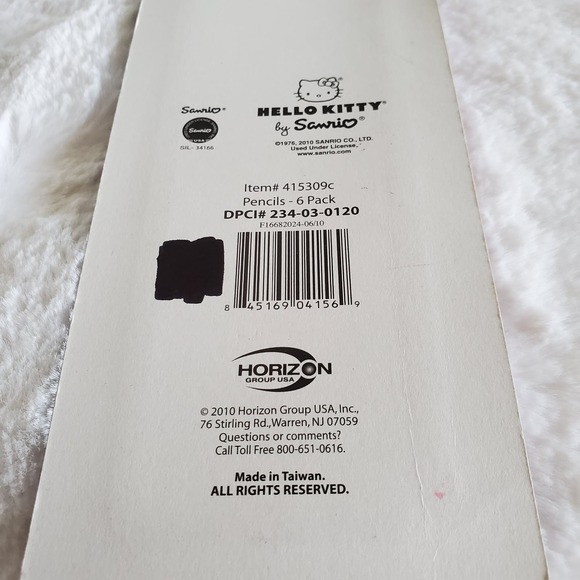 Sanrio®
Sanrio
SIL- 34166
HELLO KITTY®
by Sanrio®
©1976, 2010 SANRIO CO., LTD.
Used Under License,
www.sanrio.com
Item# 415309c
Pencils - 6 Pack
DPCI# 234-03-0120
F16682024-06/10
8 45169 04156 9
HORIZON
GROUP USA
© 2010 Horizon Group USA, Inc.,
76 Stirling Rd.,Warren, NJ 07059
Questions or comments?
Call Toll Free 800-651-0616.
Made in Taiwan.
ALL RIGHTS RESERVED.